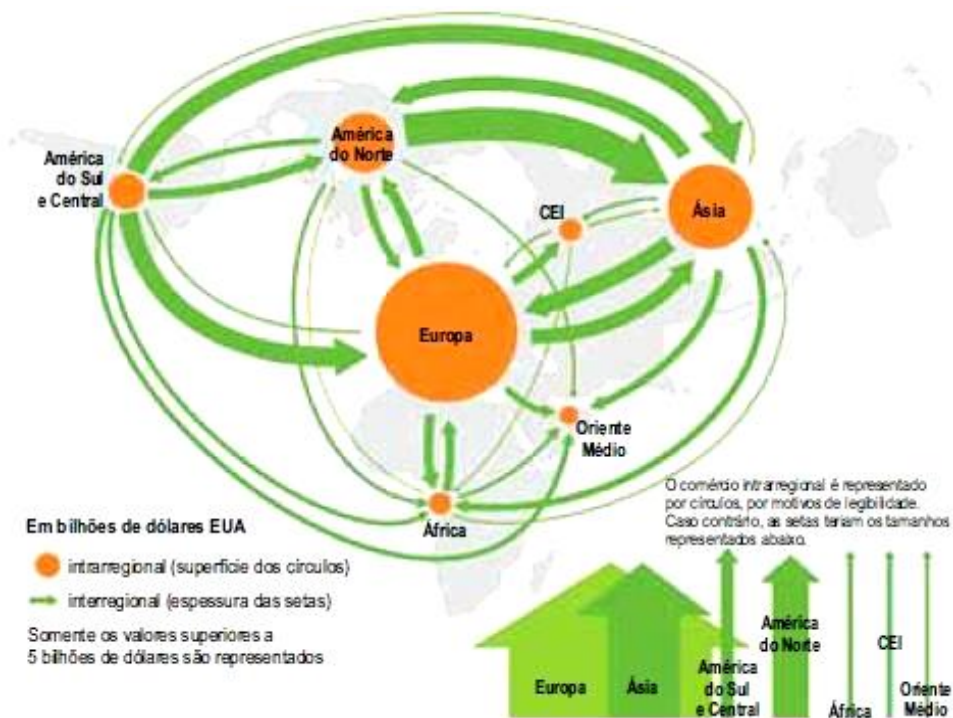 América
do Norte
América
do Sul
e Central
CEI
Ásia
Europa
Oriente
Médio
África
O comércio intrarregional é representado
por círculos, por motivos de legibilidade.
Caso contrário, as setas teriam os tamanhos
representados abaixo.
Em bilhões de dólares EUA
intrarregional (superfície dos círculos)
interregional (espessura das setas)
Somente os valores superiores a
5 bilhões de dólares são representados
Europa
Ásia
América
do Sul
e Central
América
do Norte
África
CEI
Oriente
Médio